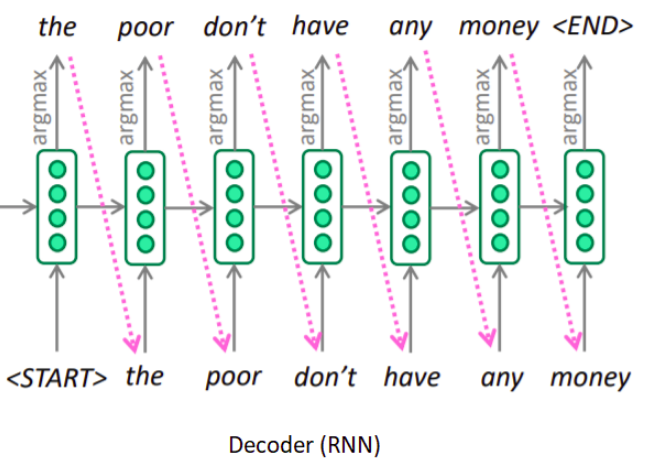 the poor don't have any money <END>
argmax argmax argmax argmax argmax argmax argmax
<START> the poor don't have any money
Decoder (RNN)